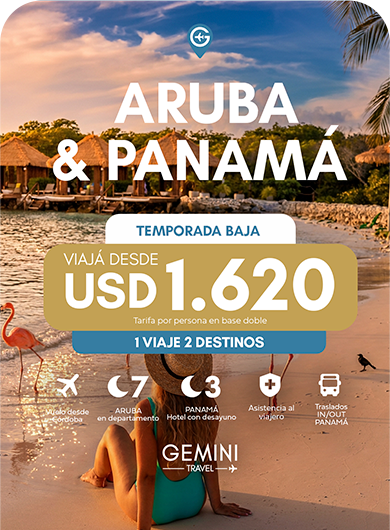 G
ARUBA
& PANAMÁ
TEMPORADA BAJA
VIAJÁ DESDE
USD 1.620
Tarifa por persona en base doble
1 VIAJE 2 DESTINOS
7
3
Vuelo desde
Córdoba
ARUBA
en departamento
PANAMÁ
Hotel con desayuno
Asistencia al
viajero
Traslados
IN/OUT
PANAMÁ
GEMINI
TRAVEL